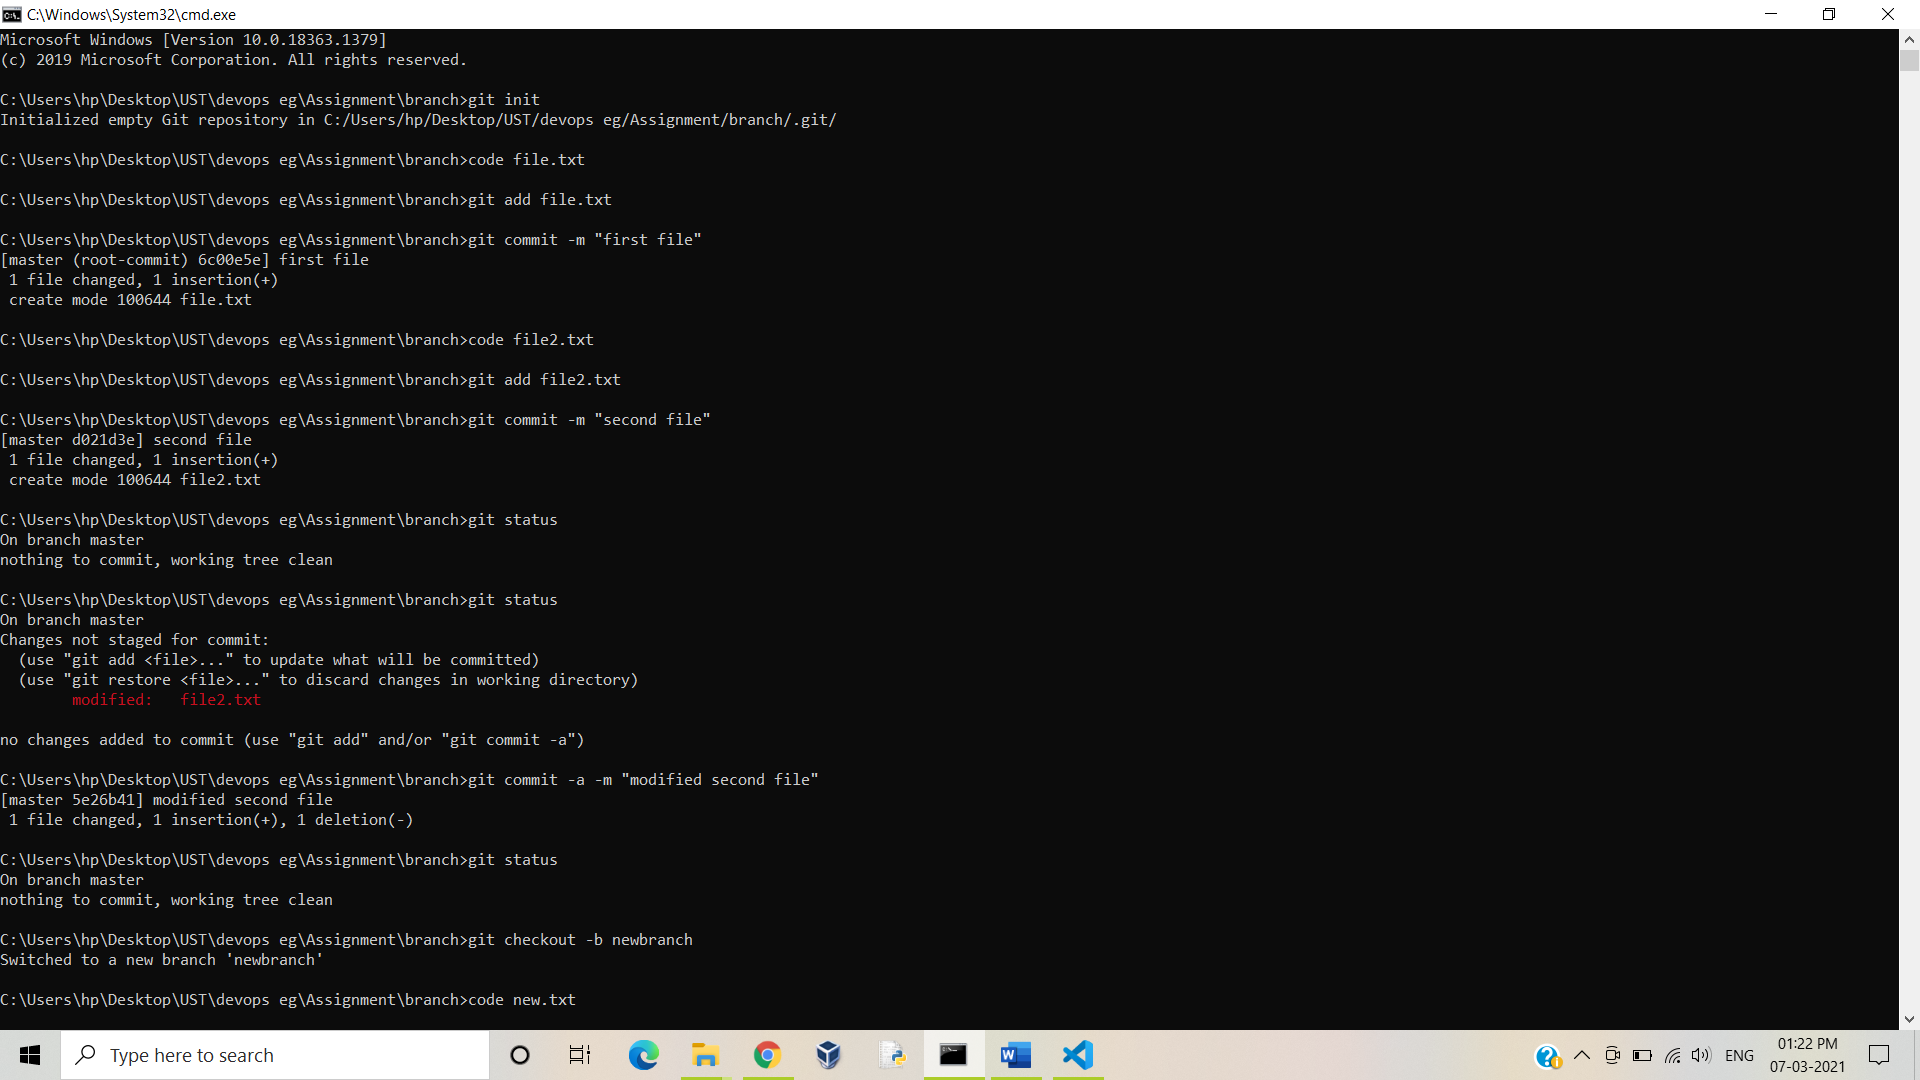 C:\Windows\System32\cmd.exe
Microsoft Windows [Version 10.0.18363.1379]
(c) 2019 Microsoft Corporation. All rights reserved.
C:\Users\hp\Desktop\UST\devops eg\Assignment\branch>git init
Initialized empty Git repository in C:/Users/hp/Desktop/UST/devops eg/Assignment/branch/.git/
C:\Users\hp\Desktop\UST\devops eg\Assignment\branch>code file.txt
C:\Users\hp\Desktop\UST\devops eg\Assignment\branch>git add file.txt
C:\Users\hp\Desktop\UST\devops eg\Assignment\branch>git commit -m "first file"
[master (root-commit) 6c00e5e] first file
 1 file changed, 1 insertion(+)
 create mode 100644 file.txt
C:\Users\hp\Desktop\UST\devops eg\Assignment\branch>code file2.txt
C:\Users\hp\Desktop\UST\devops eg\Assignment\branch>git add file2.txt
C:\Users\hp\Desktop\UST\devops eg\Assignment\branch>git commit -m "second file"
[master d021d3e] second file
 1 file changed, 1 insertion(+)
 create mode 100644 file2.txt
C:\Users\hp\Desktop\UST\devops eg\Assignment\branch>git status
On branch master
nothing to commit, working tree clean
C:\Users\hp\Desktop\UST\devops eg\Assignment\branch>git status
On branch master
Changes not staged for commit:
  (use "git add <file>..." to update what will be committed)
  (use "git restore <file>..." to discard changes in working directory)
        modified:   file2.txt
no changes added to commit (use "git add" and/or "git commit -a")
C:\Users\hp\Desktop\UST\devops eg\Assignment\branch>git commit -a -m "modified second file"
[master 5e26b41] modified second file
 1 file changed, 1 insertion(+), 1 deletion(-)
C:\Users\hp\Desktop\UST\devops eg\Assignment\branch>git status
On branch master
nothing to commit, working tree clean
C:\Users\hp\Desktop\UST\devops eg\Assignment\branch>git checkout -b newbranch
Switched to a new branch 'newbranch'
C:\Users\hp\Desktop\UST\devops eg\Assignment\branch>code new.txt
Type here to search
ENG
01:22 PM
07-03-2021